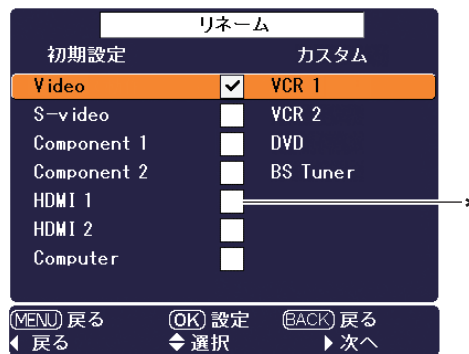 リネーム
初期設定 カスタム
Video ✔ VCR 1
S-video VCR 2
Component 1 DVD
Component 2 BS Tuner
HDMI 1 *
HDMI 2
Computer
MENU 戻る OK 設定 BACK 戻る
◀ 戻る ◆ 選択 ▶ 次へ